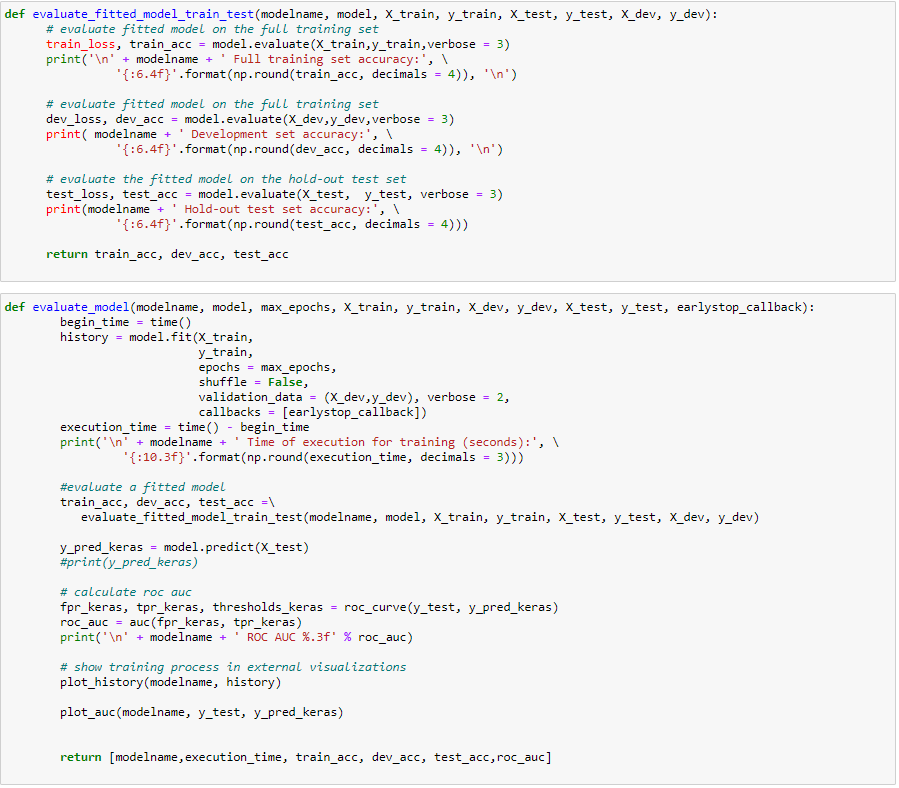 def evaluate_fitted_model_train_test(modelname, model, X_train, y_train, X_test, y_test, X_dev, y_dev):
      # evaluate fitted model on the full training set
      train_loss, train_acc = model.evaluate(X_train,y_train,verbose = 3)
      print('\n' + modelname + ' Full training set accuracy:', \
                '{:6.4f}'.format(np.round(train_acc, decimals = 4)), '\n')

      # evaluate fitted model on the full training set
      dev_loss, dev_acc = model.evaluate(X_dev,y_dev,verbose = 3)
      print( modelname + ' Development set accuracy:', \
                '{:6.4f}'.format(np.round(dev_acc, decimals = 4)), '\n')

      # evaluate the fitted model on the hold-out test set
      test_loss, test_acc = model.evaluate(X_test,  y_test, verbose = 3)
      print(modelname + ' Hold-out test set accuracy:', \
                '{:6.4f}'.format(np.round(test_acc, decimals = 4)))

      return train_acc, dev_acc, test_acc

def evaluate_model(modelname, model, max_epochs, X_train, y_train, X_dev, y_dev, X_test, y_test, earlystop_callback):
        begin_time = time()
        history = model.fit(X_train,
                            y_train,
                            epochs = max_epochs,
                            shuffle = False,
                            validation_data = (X_dev,y_dev), verbose = 2,
                            callbacks = [earlystop_callback])
        execution_time = time() - begin_time
        print('\n' + modelname + ' Time of execution for training (seconds):', \
                 '{:10.3f}'.format(np.round(execution_time, decimals = 3)))

        #evaluate a fitted model
        train_acc, dev_acc, test_acc =\
           evaluate_fitted_model_train_test(modelname, model, X_train, y_train, X_test, y_test, X_dev, y_dev)

        y_pred_keras = model.predict(X_test)
        #print(y_pred_keras)

        # calculate roc auc
        fpr_keras, tpr_keras, thresholds_keras = roc_curve(y_test, y_pred_keras)
        roc_auc = auc(fpr_keras, tpr_keras)
        print('\n' + modelname + ' ROC AUC %.3f' % roc_auc)

        # show training process in external visualizations
        plot_history(modelname, history)

        plot_auc(modelname, y_test, y_pred_keras)

        return [modelname,execution_time, train_acc, dev_acc, test_acc,roc_auc]